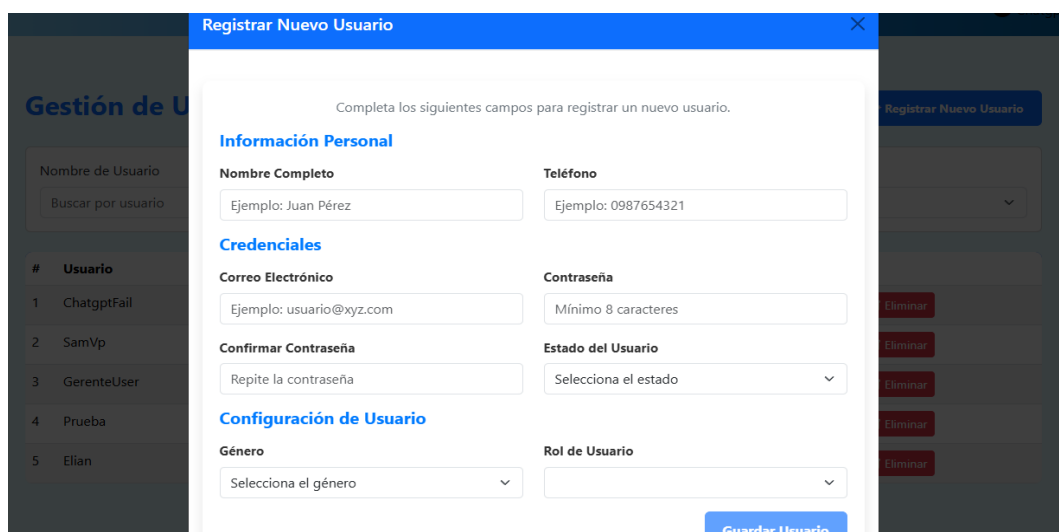 Registrar Nuevo Usuario
Gestión de U
Registrar Nuevo Usuario
Completa los siguientes campos para registrar un nuevo usuario.
Información Personal
Nombre de Usuario
Nombre Completo
Teléfono
Buscar por usuario
Ejemplo: Juan Pérez
Ejemplo: 0987654321
Credenciales
# Usuario
Correo Electrónico
Contraseña
1 ChatgptFail
Ejemplo: usuario@xyz.com
Mínimo 8 caracteres
Eliminar
2 SamVp
Confirmar Contraseña
Estado del Usuario
Eliminar
3 GerenteUser
Repite la contraseña
Selecciona el estado
Eliminar
4 Prueba
Configuración de Usuario
Eliminar
5 Elian
Género
Rol de Usuario
Eliminar
Selecciona el género
Guardar Usuario